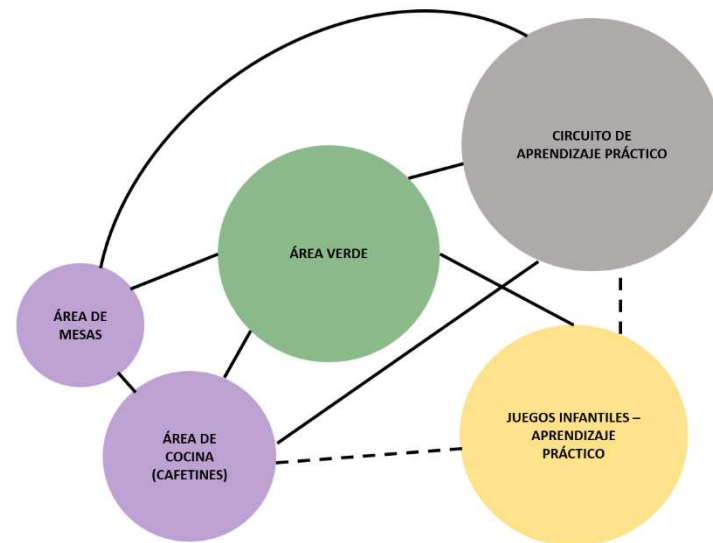 CIRCUITO DE
APRENDIZAJE PRÁCTICO
ÁREA VERDE
ÁREA DE
MESAS
ÁREA DE
COCINA
(CAFETINES)
JUEGOS INFANTILES –
APRENDIZAJE
PRÁCTICO